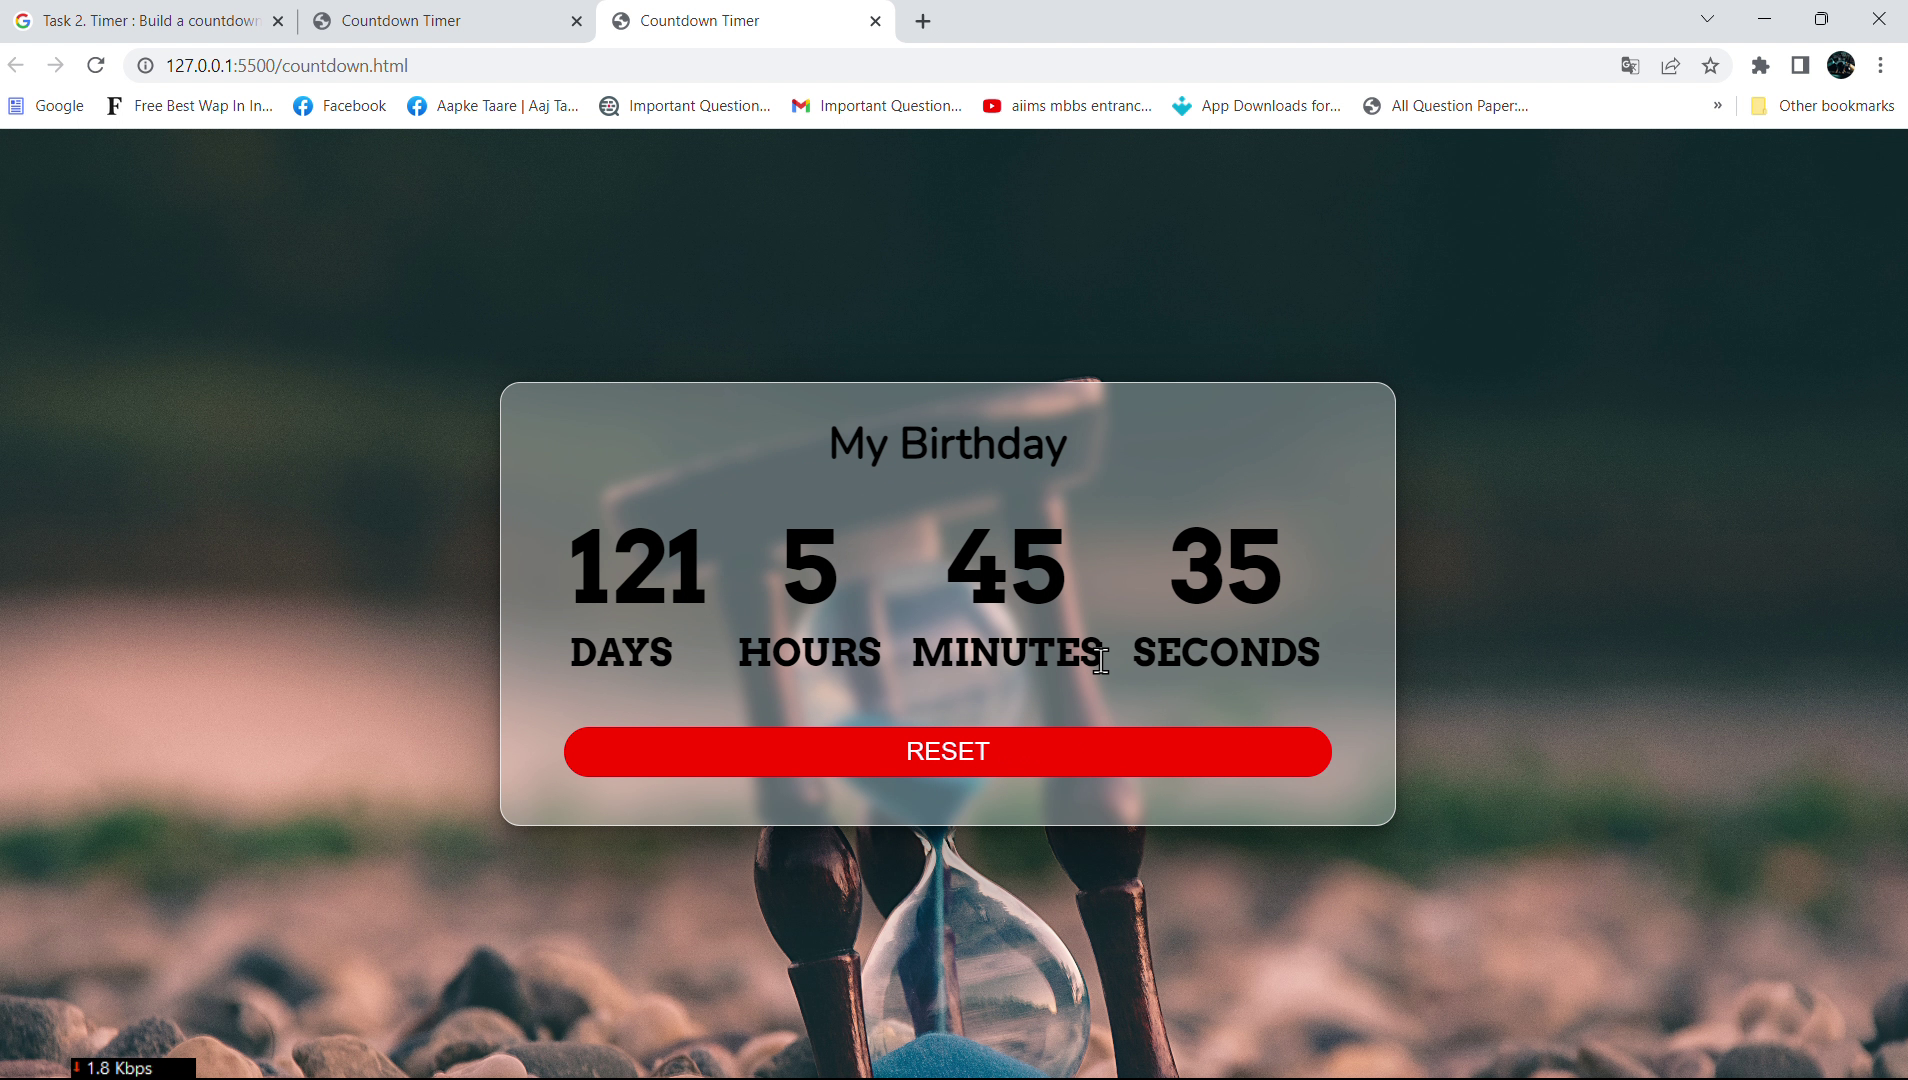 Task 2. Timer : Build a countdown
Countdown Timer
Countdown Timer
127.0.0.1:5500/countdown.html
Google
Free Best Wap In In...
Facebook
Aapke Taare | Aaj Ta...
Important Question...
Important Question...
aiims mbbs entranc...
App Downloads for...
All Question Paper:...
»
Other bookmarks
My Birthday
121 5 45 35
DAYS HOURS MINUTES SECONDS
RESET
1.8 Kbps